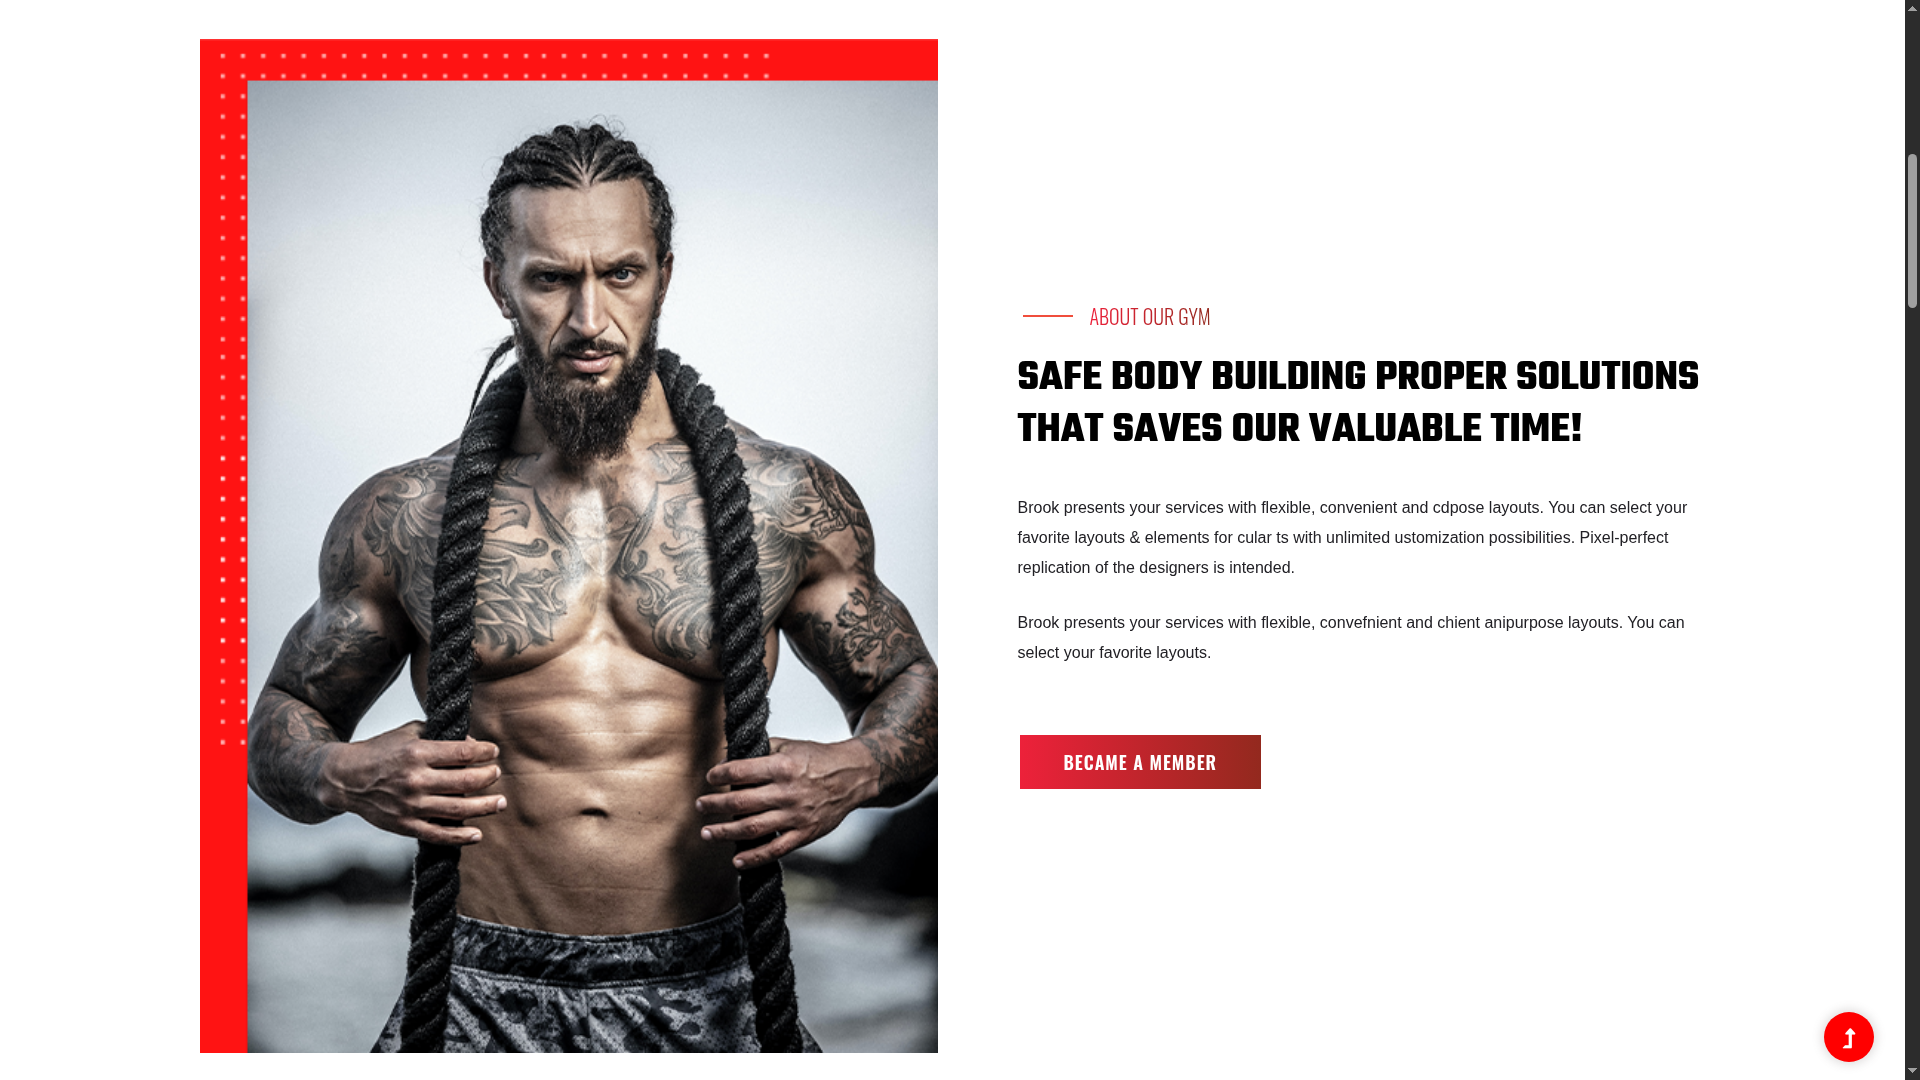 ABOUT OUR GYM
SAFE BODY BUILDING PROPER SOLUTIONS
THAT SAVES OUR VALUABLE TIME!
Brook presents your services with flexible, convenient and cdpose layouts. You can select your
favorite layouts & elements for cular ts with unlimited ustomization possibilities. Pixel-perfect
replication of the designers is intended.
Brook presents your services with flexible, convefnient and chient anipurpose layouts. You can
select your favorite layouts.
BECAME A MEMBER